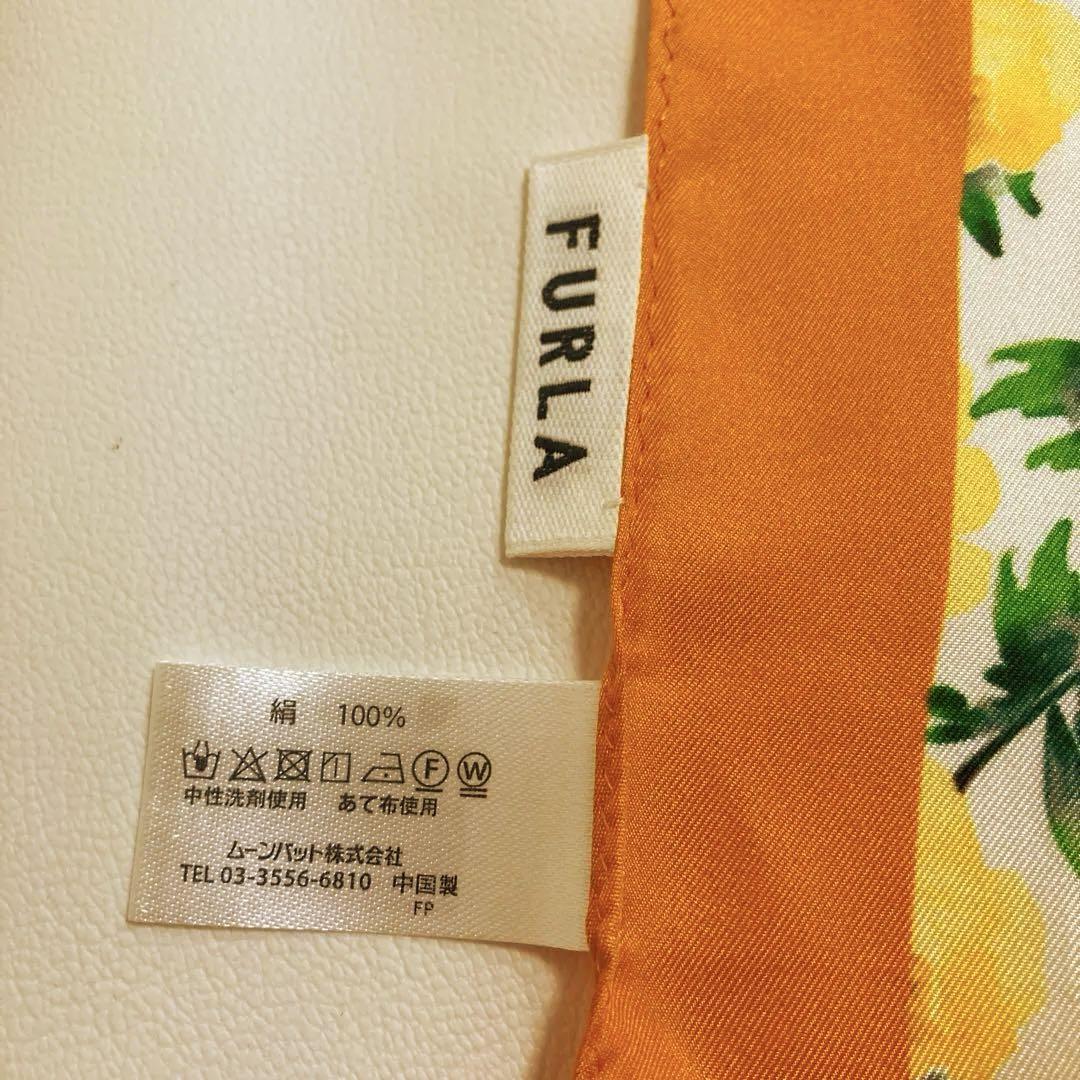 FURLA
絹 100%
F W
中性洗剤使用 あて布使用
ムーンバット株式会社
TEL 03-3556-6810 中国製
FP